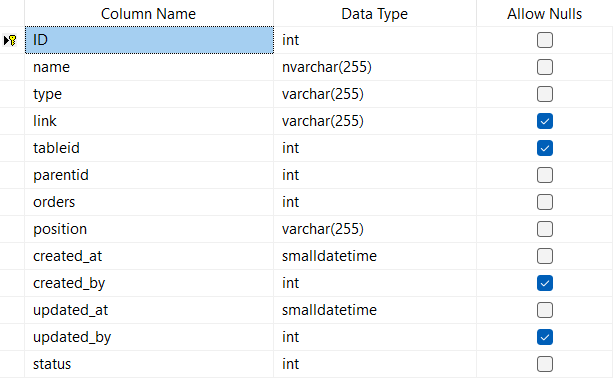 Column Name Data Type Allow Nulls
ID int
name nvarchar(255)
type varchar(255)
link varchar(255)
tableid int
parentid int
orders int
position varchar(255)
created_at smalldatetime
created_by int
updated_at smalldatetime
updated_by int
status int